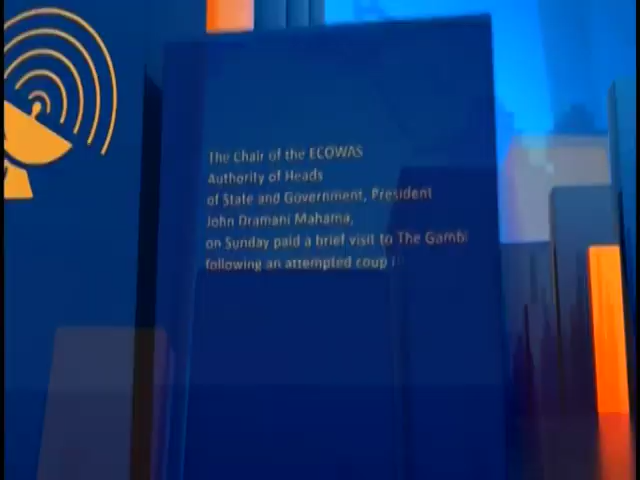 The Chair of the ECOWAS
Authority of Heads
of State and Government, President
John Dramani Mahama,
on Sunday paid a brief visit to The Gambi
following an attempted coup i